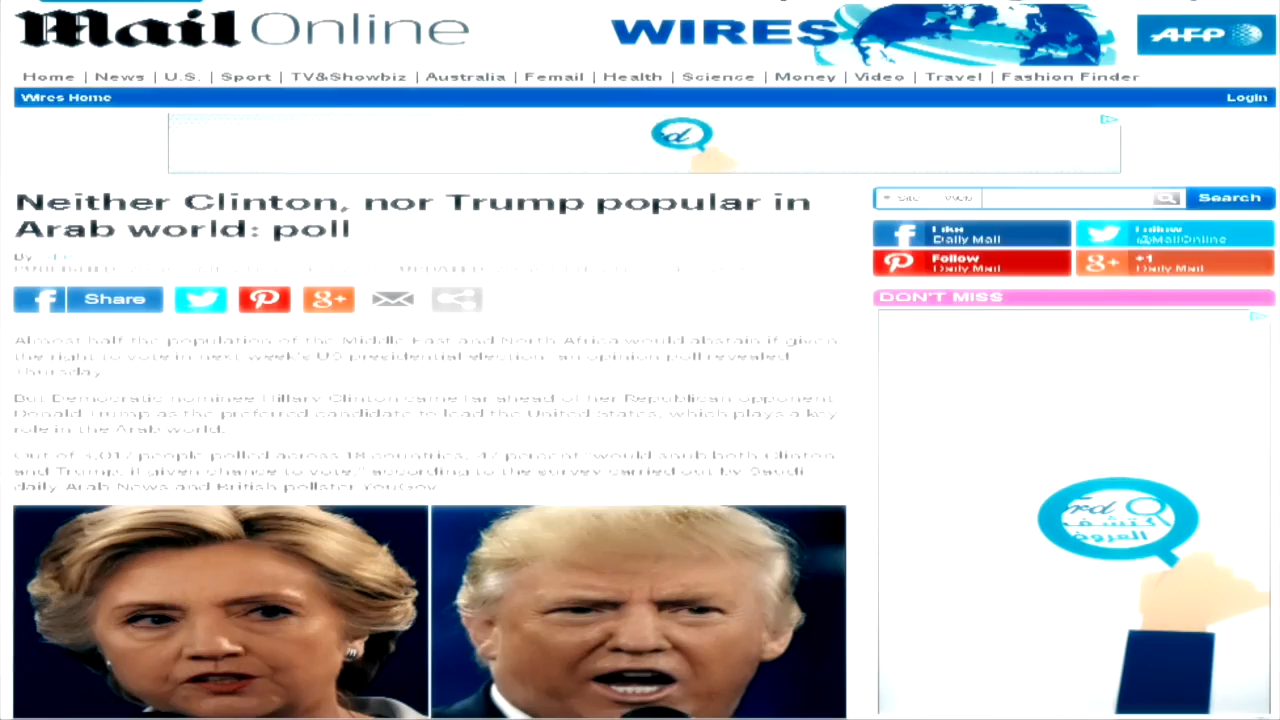 Mail Online
WIRES
AFP
Home | News | U.S. | Sport | TV&Showbiz | Australia | Femail | Health | Science | Money | Video | Travel | Fashion Finder
Wires Home
Login
Neither Clinton, nor Trump popular in
Arab world: poll
By
Site Web Search
Like
Daily Mail
Follow
@MailOnline
Follow
Daily Mail
+1
Daily Mail
Share
DON'T MISS
Almost half the population of the Middle East and North Africa would abstain if given
the right to vote in next week's US presidential election, an opinion poll revealed
Thursday.
But Democratic nominee Hillary Clinton came far ahead of her Republican opponent
Donald Trump as the preferred candidate to lead the United States, which plays a key
role in the Arab world.
Out of 3,017 people polled across 18 countries, 47 percent "would snub both Clinton
and Trump, if given chance to vote," according to the survey carried out by Saudi
daily Arab News and British pollster YouGov.
rd
اكتشف
العروض